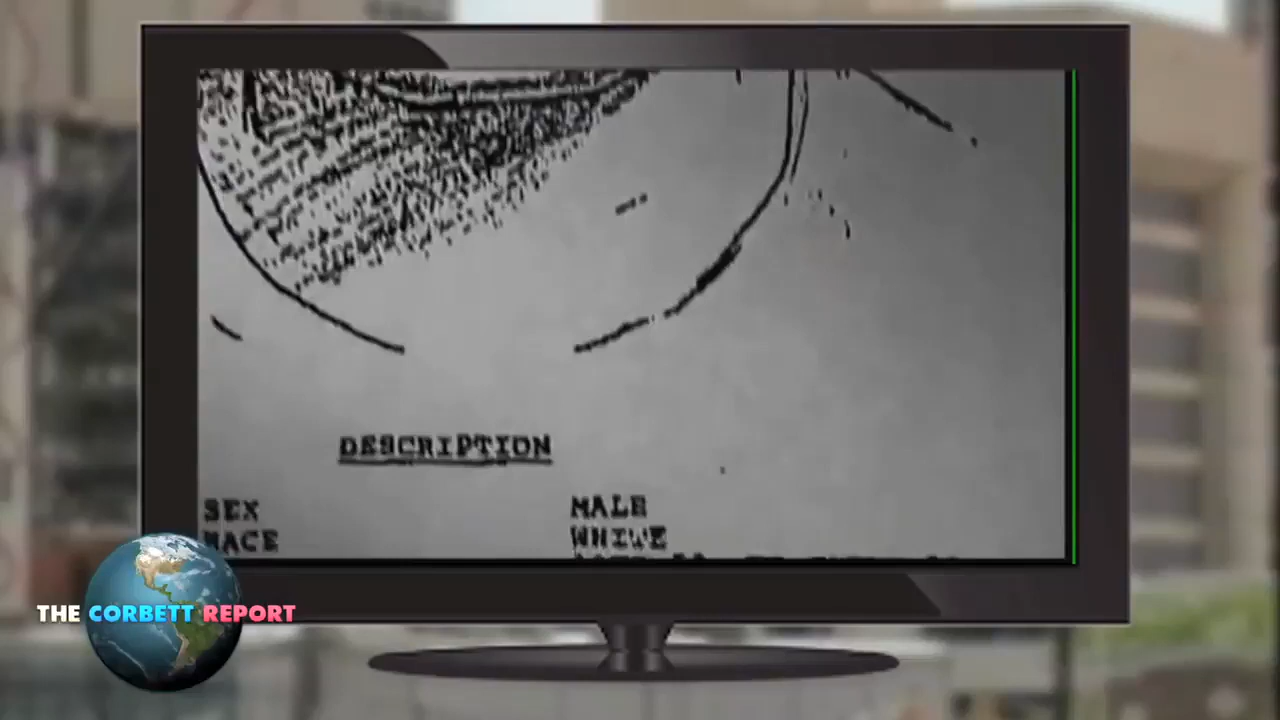 DESCRIPTION
SEX MALE
RACE WHITE
THE CORBETT REPORT